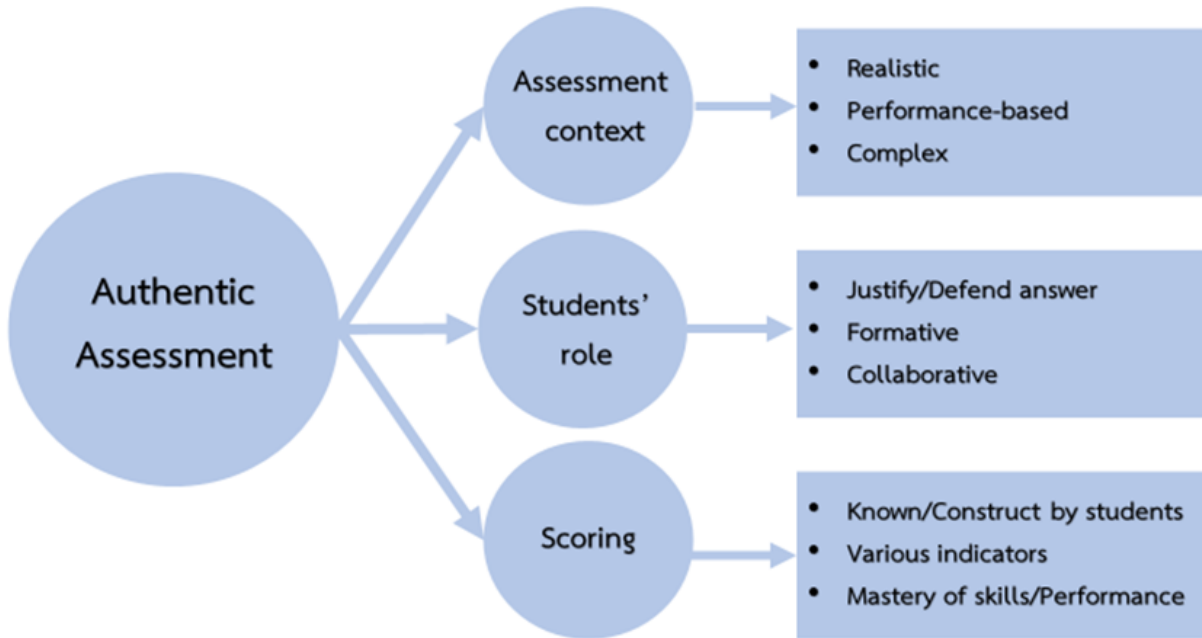 Authentic
Assessment
Assessment
context
• Realistic
• Performance-based
• Complex
Students’
role
• Justify/Defend answer
• Formative
• Collaborative
Scoring
• Known/Construct by students
• Various indicators
• Mastery of skills/Performance